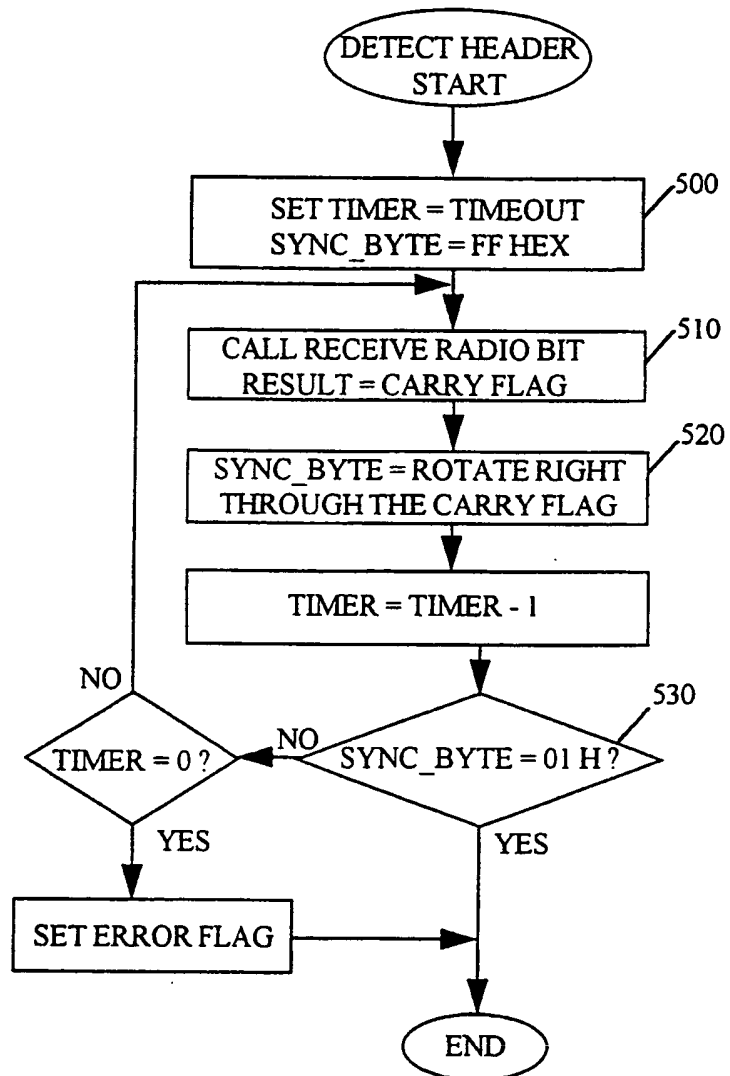 DETECT HEADER
START
500
SET TIMER = TIMEOUT
SYNC_BYTE = FF HEX
510
CALL RECEIVE RADIO BIT
RESULT = CARRY FLAG
520
SYNC_BYTE = ROTATE RIGHT
THROUGH THE CARRY FLAG
TIMER = TIMER - 1
530
NO
TIMER = 0 ?
NO
SYNC_BYTE = 01 H ?
YES
YES
SET ERROR FLAG
END